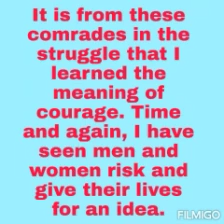 It is from these
comrades in the
struggle that I
learned the
meaning of
courage. Time
and again, I have
seen men and
women risk and
give their lives
for an idea.
FILMIGO